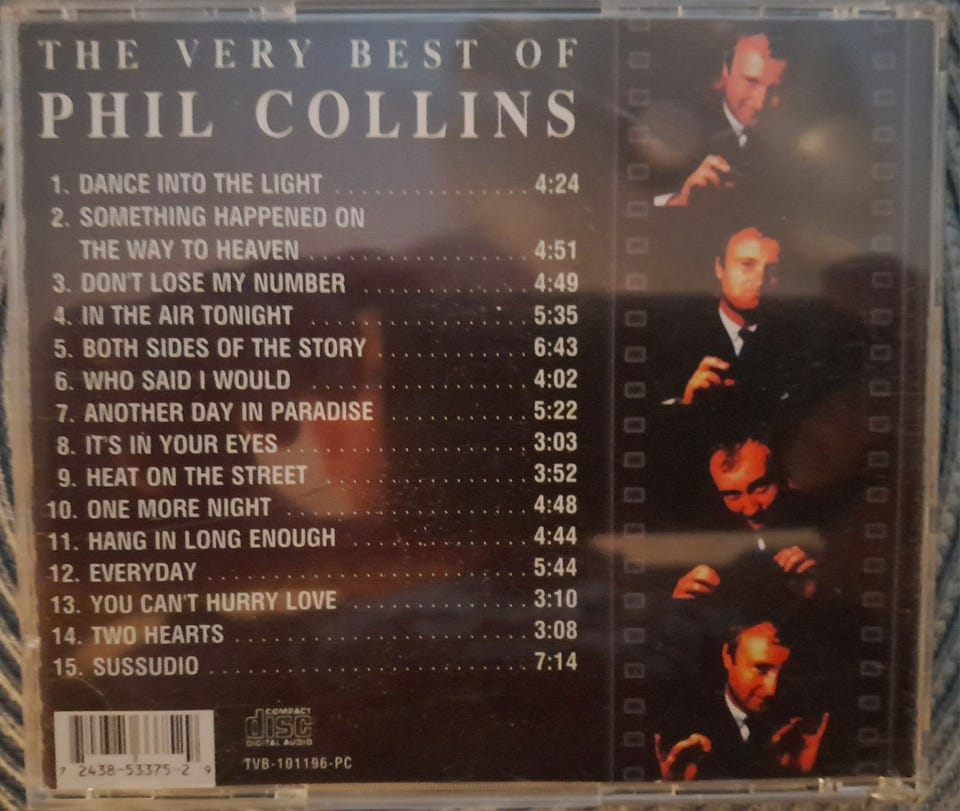 THE VERY BEST OF
PHIL COLLINS
1. DANCE INTO THE LIGHT ................ 4:24
2. SOMETHING HAPPENED ON
THE WAY TO HEAVEN .................. 4:51
3. DON'T LOSE MY NUMBER ............. 4:49
4. IN THE AIR TONIGHT .................. 5:35
5. BOTH SIDES OF THE STORY ............ 6:43
6. WHO SAID I WOULD .................. 4:02
7. ANOTHER DAY IN PARADISE ........... 5:22
8. IT'S IN YOUR EYES .................... 3:03
9. HEAT ON THE STREET ................. 3:52
10. ONE MORE NIGHT .................... 4:48
11. HANG IN LONG ENOUGH .............. 4:44
12. EVERYDAY ........................... 5:44
13. YOU CAN'T HURRY LOVE .............. 3:10
14. TWO HEARTS ........................ 3:08
15. SUSSUDIO ........................... 7:14
COMPACT
disc
DIGITAL AUDIO
7 2438-53375-2 9
TVB-101196-PC